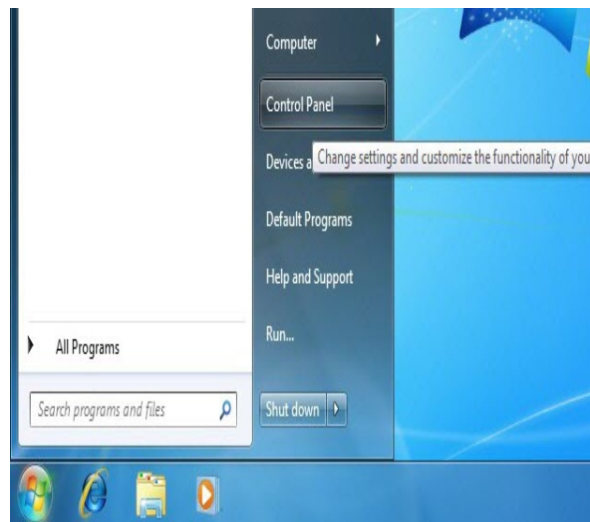 Computer
Control Panel
Devices a
Change settings and customize the functionality of you
Default Programs
Help and Support
Run...
All Programs
Search programs and files
Shut down